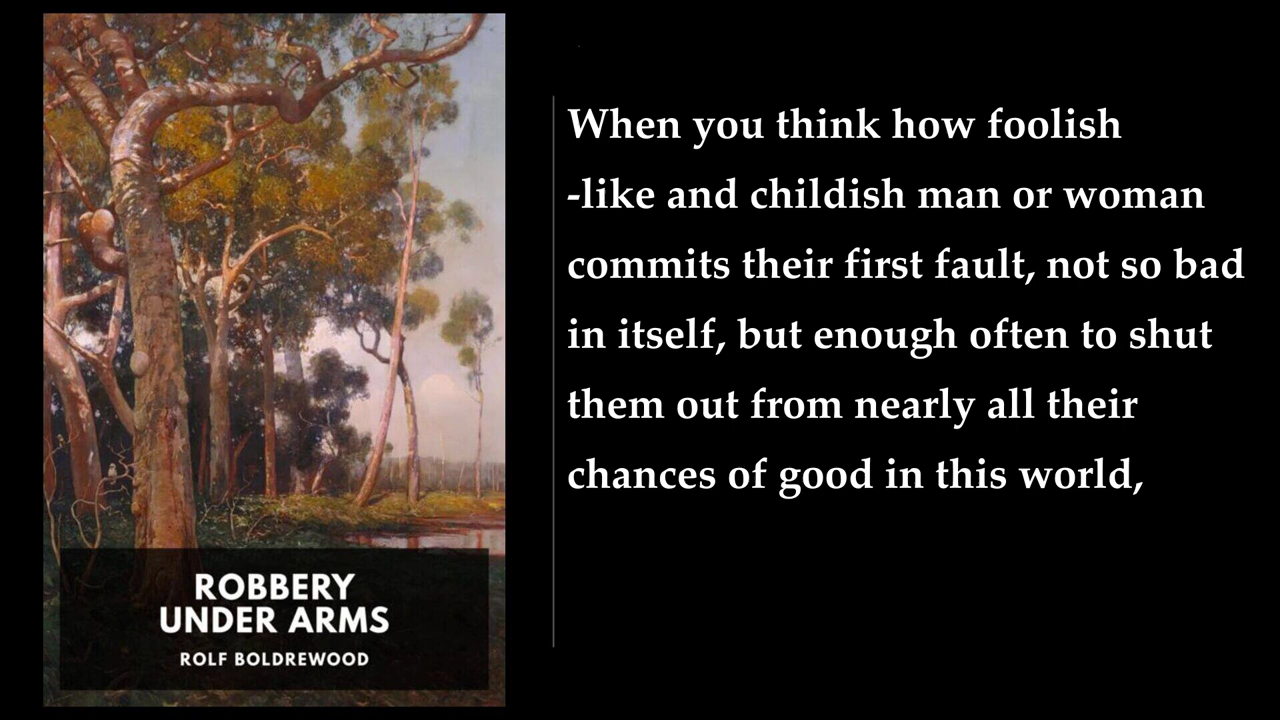 ROBBERY
UNDER ARMS
ROLF BOLDREWOOD
When you think how foolish
-like and childish man or woman
commits their first fault, not so bad
in itself, but enough often to shut
them out from nearly all their
chances of good in this world,